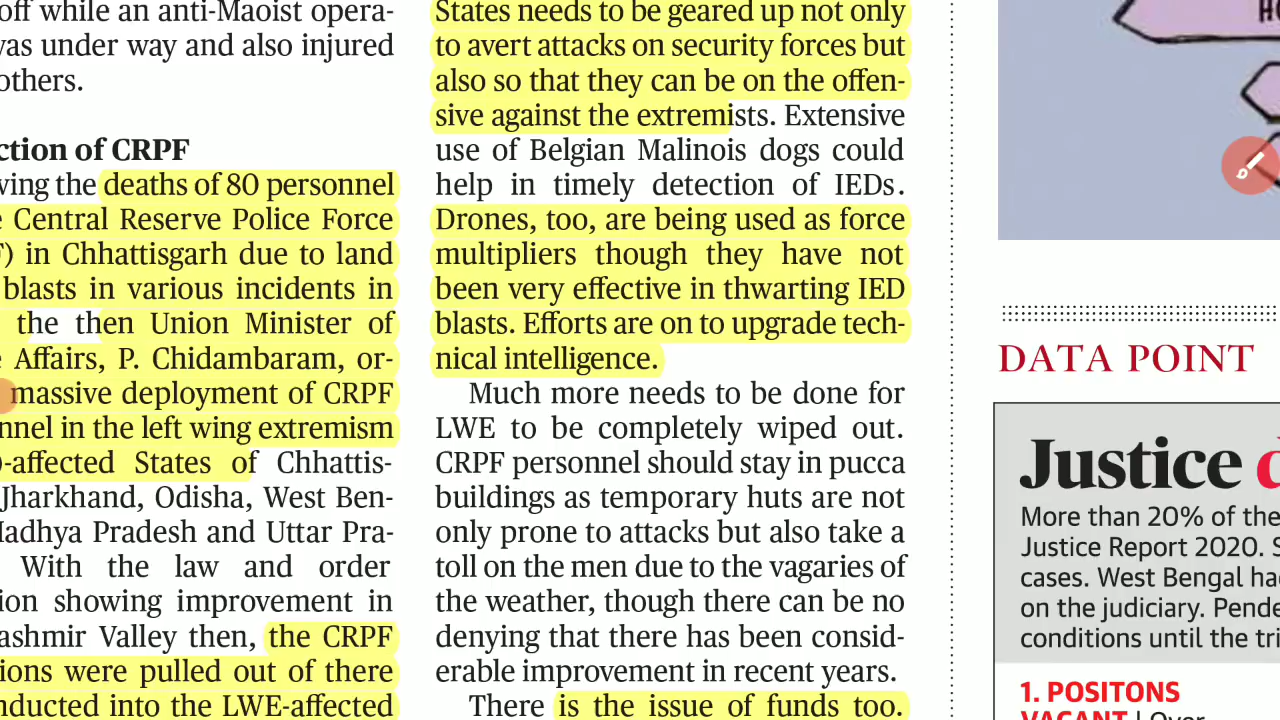 off while an anti-Maoist opera-
was under way and also injured
others.
ction of CRPF
wing the deaths of 80 personnel
e Central Reserve Police Force
F) in Chhattisgarh due to land
blasts in various incidents in
the then Union Minister of
e Affairs, P. Chidambaram, or-
massive deployment of CRPF
nnel in the left wing extremism
)-affected States of Chhattis-
Jharkhand, Odisha, West Ben-
Madhya Pradesh and Uttar Pra-
With the law and order
tion showing improvement in
ashmir Valley then, the CRPF
ions were pulled out of there
nducted into the LWE-affected
States needs to be geared up not only
to avert attacks on security forces but
also so that they can be on the offen-
sive against the extremists. Extensive
use of Belgian Malinois dogs could
help in timely detection of IEDs.
Drones, too, are being used as force
multipliers though they have not
been very effective in thwarting IED
blasts. Efforts are on to upgrade tech-
nical intelligence.
Much more needs to be done for
LWE to be completely wiped out.
CRPF personnel should stay in pucca
buildings as temporary huts are not
only prone to attacks but also take a
toll on the men due to the vagaries of
the weather, though there can be no
denying that there has been consid-
erable improvement in recent years.
There is the issue of funds too.
HO
DATA POINT
Justice d
More than 20% of the
Justice Report 2020. S
cases. West Bengal ha
on the judiciary. Pende
conditions until the tri
1. POSITONS
VACANT | Over